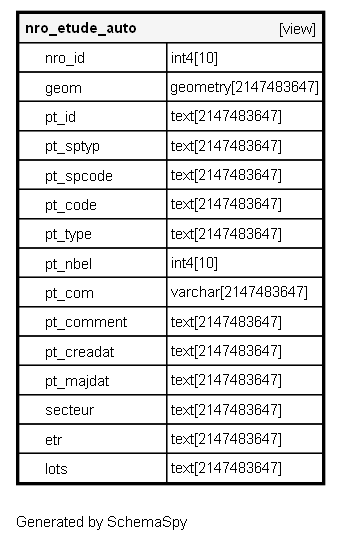 nro_etude_auto [view]
nro_id int4[10]
geom geometry[2147483647]
pt_id text[2147483647]
pt_sptyp text[2147483647]
pt_spcode text[2147483647]
pt_code text[2147483647]
pt_type text[2147483647]
pt_nbel int4[10]
pt_com varchar[2147483647]
pt_comment text[2147483647]
pt_creadat text[2147483647]
pt_majdat text[2147483647]
secteur text[2147483647]
etr text[2147483647]
lots text[2147483647]
Generated by SchemaSpy